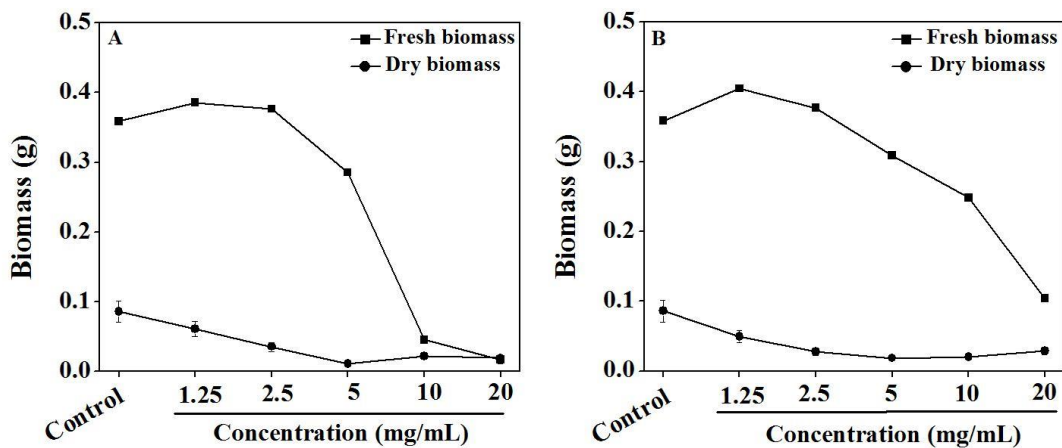 A
Fresh biomass
Dry biomass
Biomass (g)
0.5
0.4
0.3
0.2
0.1
0.0
Control
1.25
2.5
5
10
20
Concentration (mg/mL)
B
Fresh biomass
Dry biomass
Biomass (g)
0.5
0.4
0.3
0.2
0.1
0.0
Control
1.25
2.5
5
10
20
Concentration (mg/mL)